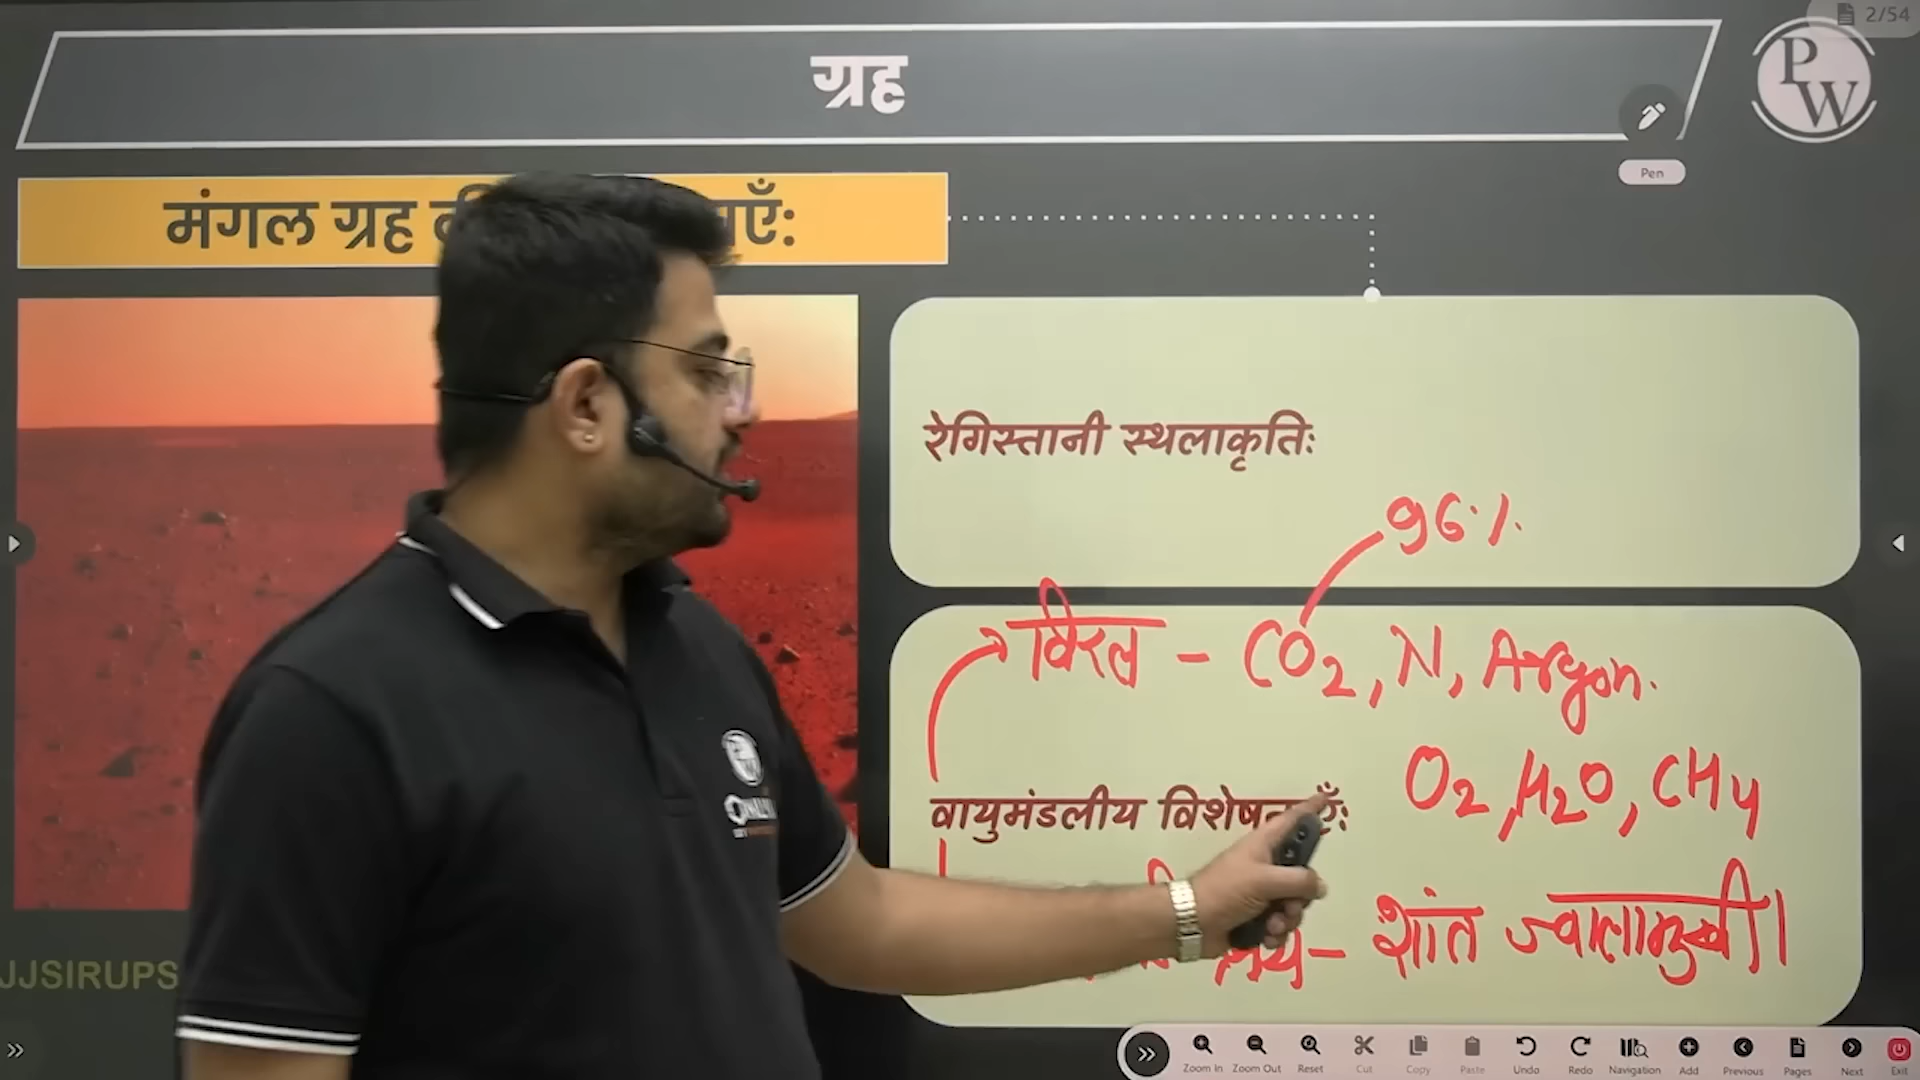 2/54
ग्रह
PW
Pen
मंगल ग्रह
रेगिस्तानी स्थलाकृतिः
96%
विरल - CO2, N, Argon.
O2, H2O, CH4
वायुमंडलीय
- शांत ज्वालामुखी।
JJSIRUPS
Zoom In Zoom Out Reset Cut Copy Paste Undo Redo Navigation Add Previous Pages Next Exit